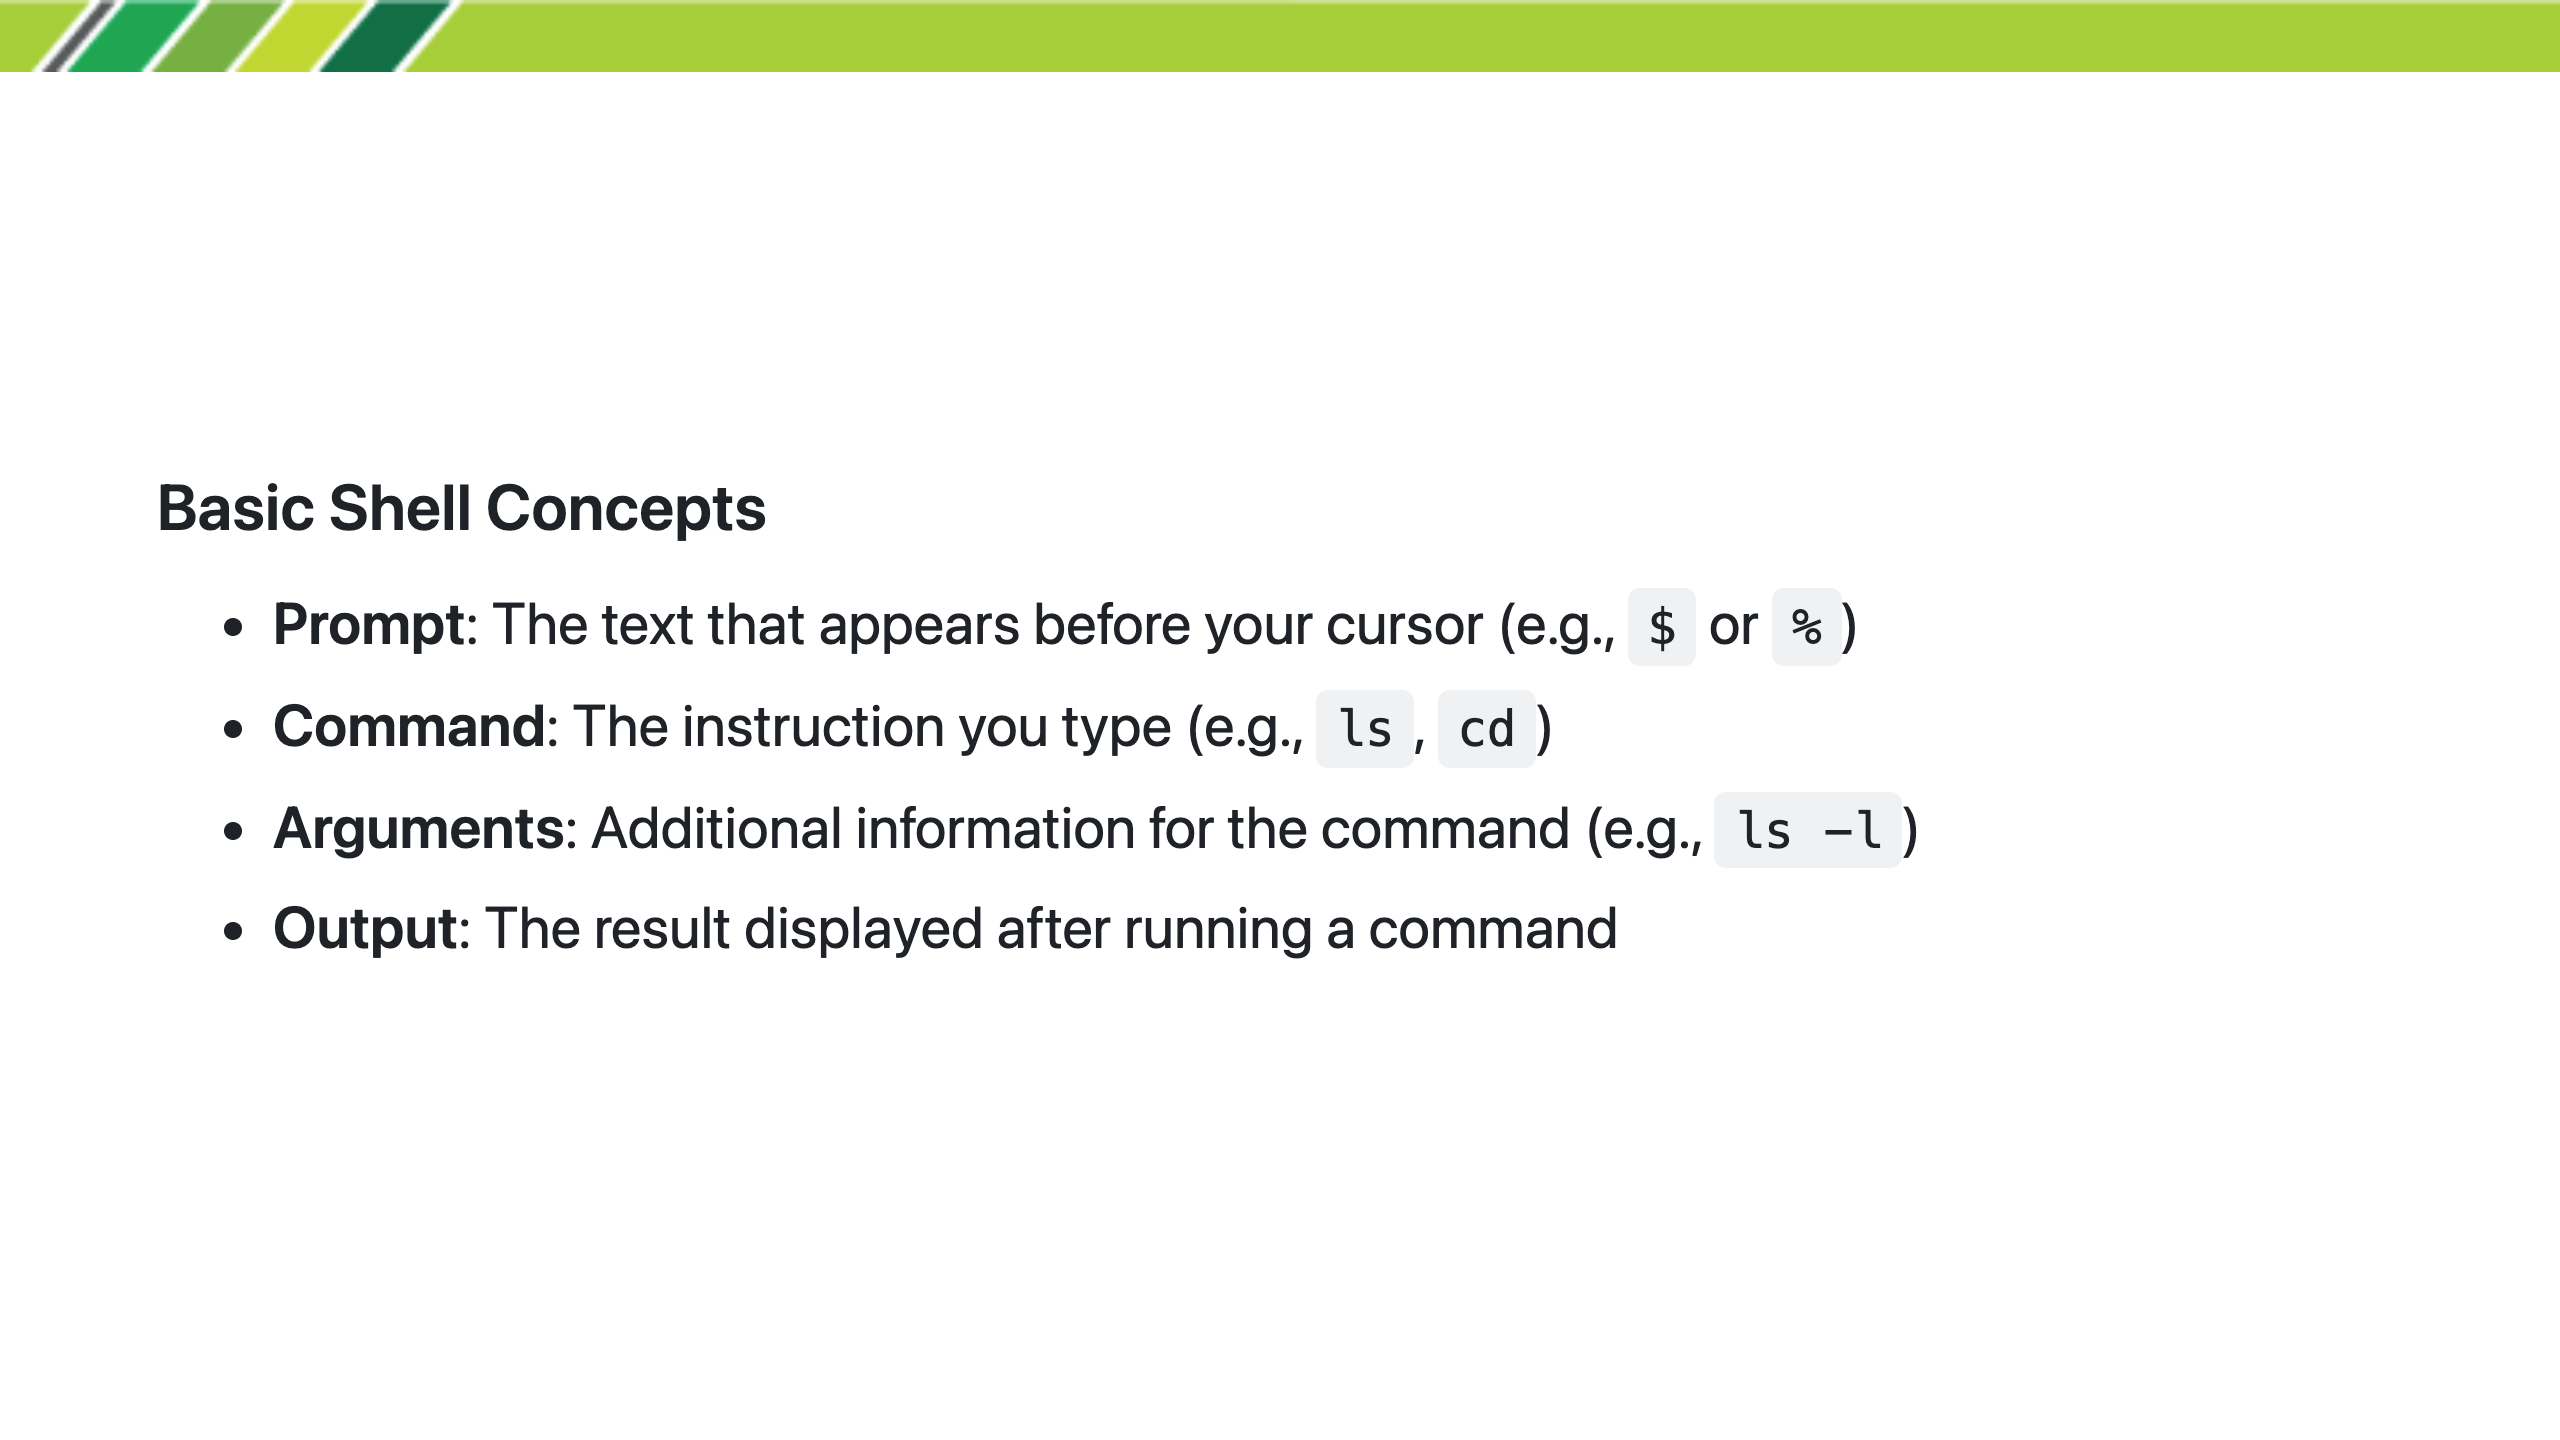 Basic Shell Concepts
• Prompt: The text that appears before your cursor (e.g., $ or %)
• Command: The instruction you type (e.g., ls, cd)
• Arguments: Additional information for the command (e.g., ls -l)
• Output: The result displayed after running a command